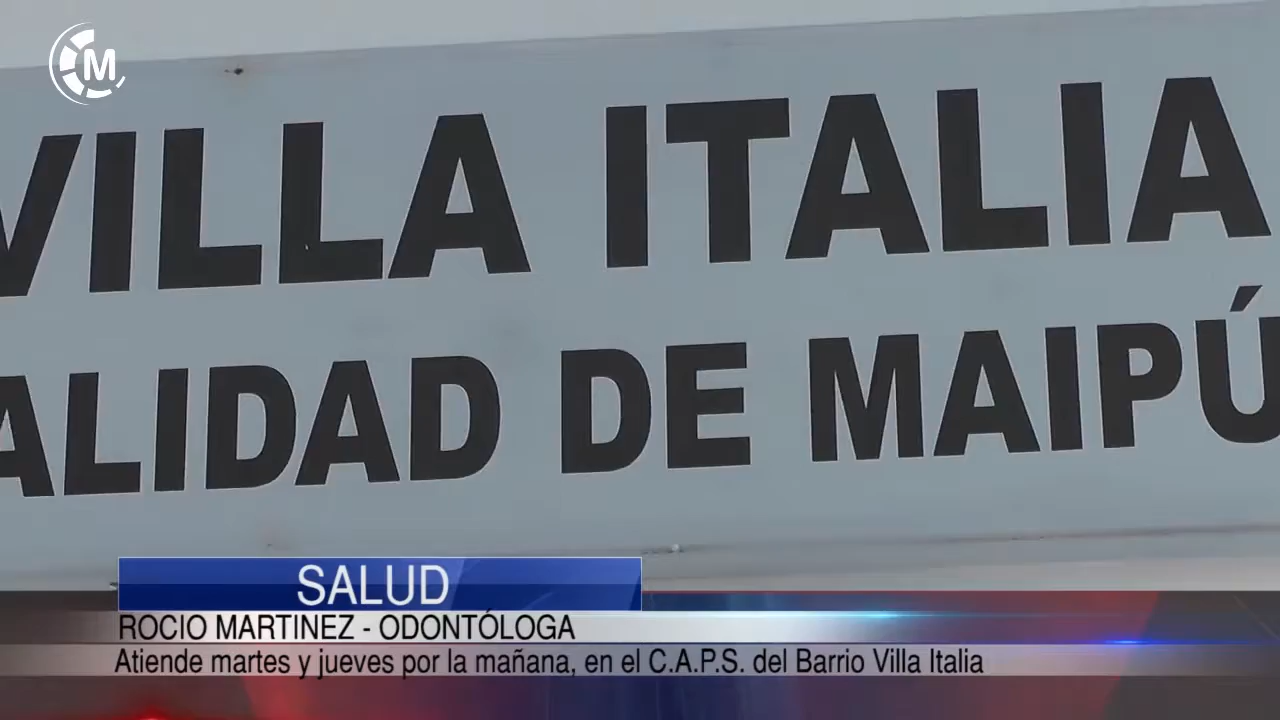 M
VILLA ITALIA
ALIDAD DE MAIPÚ
SALUD
ROCIO MARTINEZ - ODONTÓLOGA
Atiende martes y jueves por la mañana, en el C.A.P.S. del Barrio Villa Italia